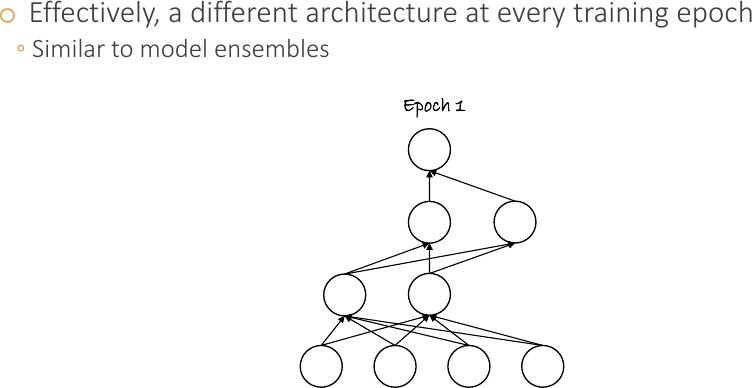 Effectively, a different architecture at every training epoch
Similar to model ensembles
Epoch 1